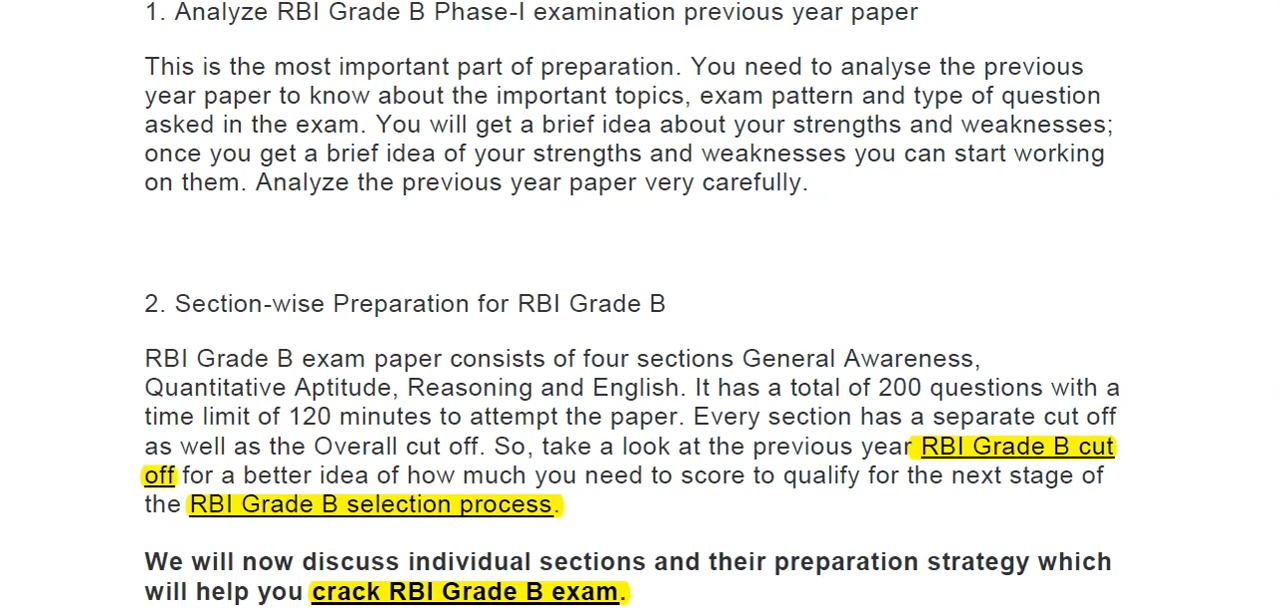 1. Analyze RBI Grade B Phase-I examination previous year paper
This is the most important part of preparation. You need to analyse the previous
year paper to know about the important topics, exam pattern and type of question
asked in the exam. You will get a brief idea about your strengths and weaknesses;
once you get a brief idea of your strengths and weaknesses you can start working
on them. Analyze the previous year paper very carefully.
2. Section-wise Preparation for RBI Grade B
RBI Grade B exam paper consists of four sections General Awareness,
Quantitative Aptitude, Reasoning and English. It has a total of 200 questions with a
time limit of 120 minutes to attempt the paper. Every section has a separate cut off
as well as the Overall cut off. So, take a look at the previous year RBI Grade B cut
off for a better idea of how much you need to score to qualify for the next stage of
the RBI Grade B selection process.
We will now discuss individual sections and their preparation strategy which
will help you crack RBI Grade B exam.